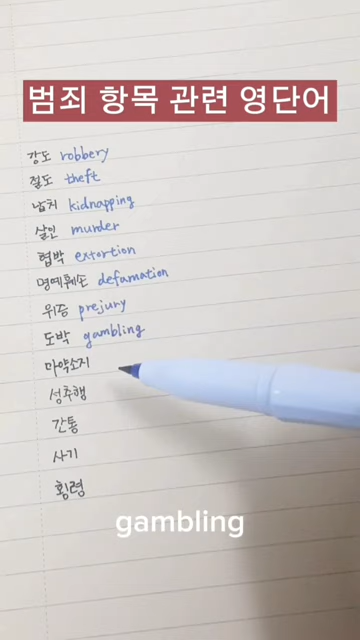 범죄 항목 관련 영단어
강도 robbery
절도 theft
납치 kidnapping
살인 murder
협박 extortion
명예훼손 defamation
위증 prejury
도박 gambling
마약소지
성추행
간통
사기
횡령
gambling